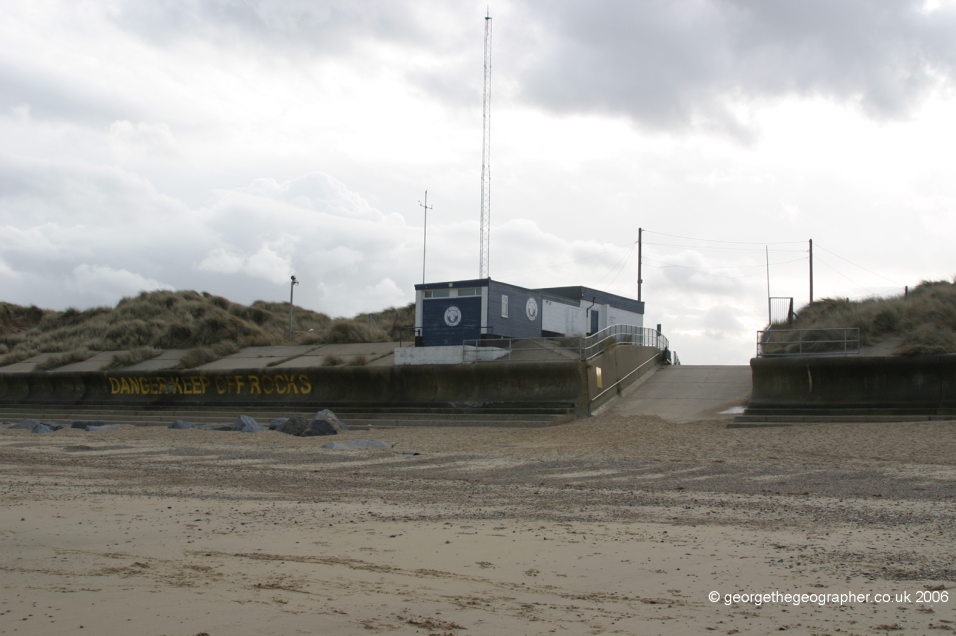 DANGER KEEP OFF ROCKS
© georgethegeographer.co.uk 2006